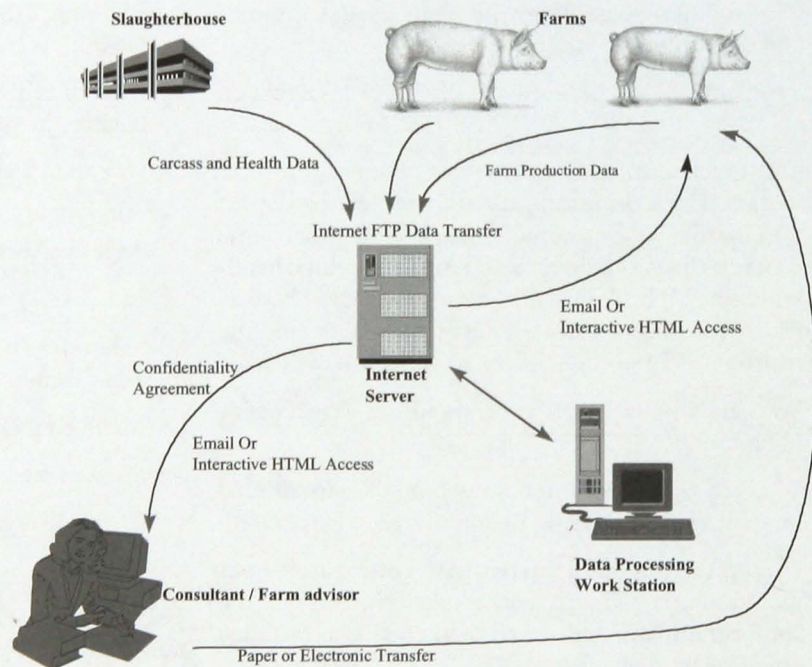 Slaughterhouse
Farms
Carcass and Health Data
Farm Production Data
Internet FTP Data Transfer
Email Or
Interactive HTML Access
Confidentiality
Agreement
Internet
Server
Email Or
Interactive HTML Access
Data Processing
Work Station
Consultant / Farm advisor
Paper or Electronic Transfer